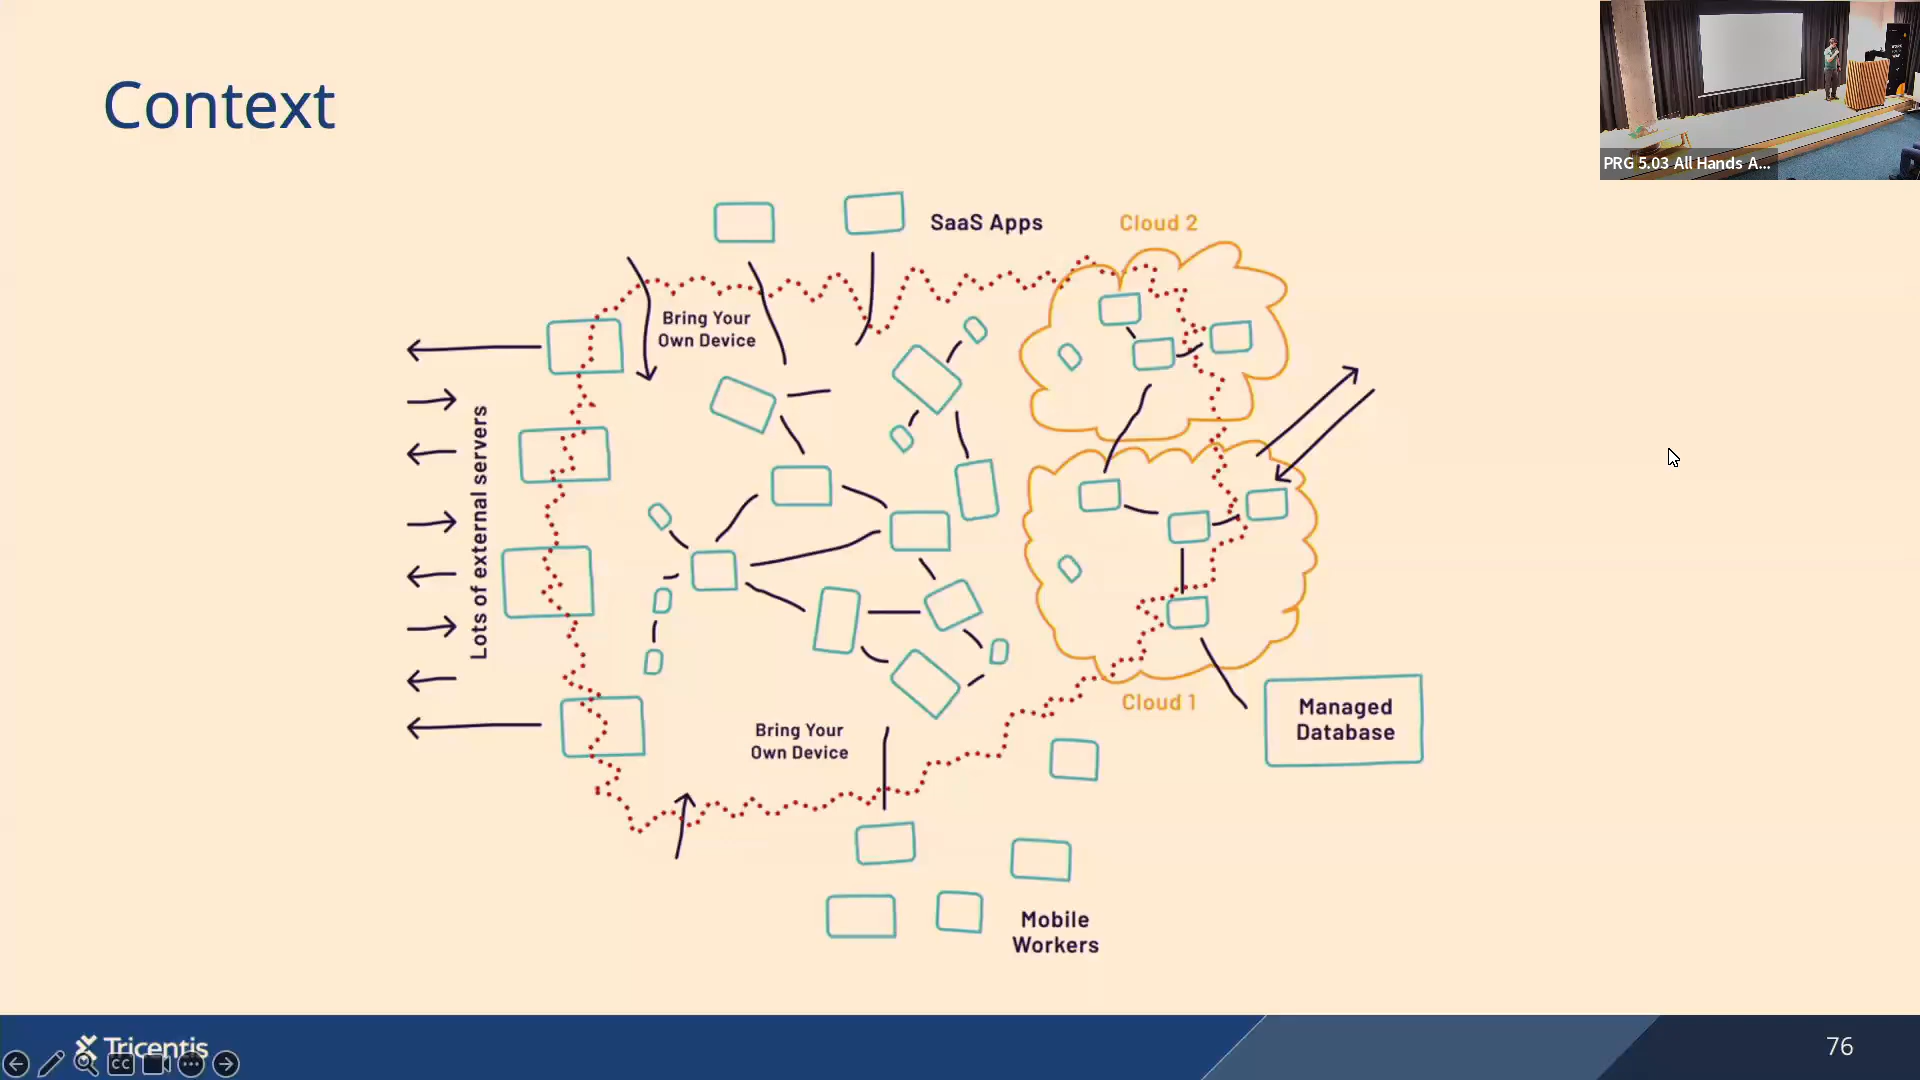 Context
PRG 5.03 All Hands A...
SaaS Apps
Cloud 2
Bring Your
Own Device
Lots of external servers
Cloud 1
Managed
Database
Bring Your
Own Device
Mobile
Workers
Tricentis
CC
76